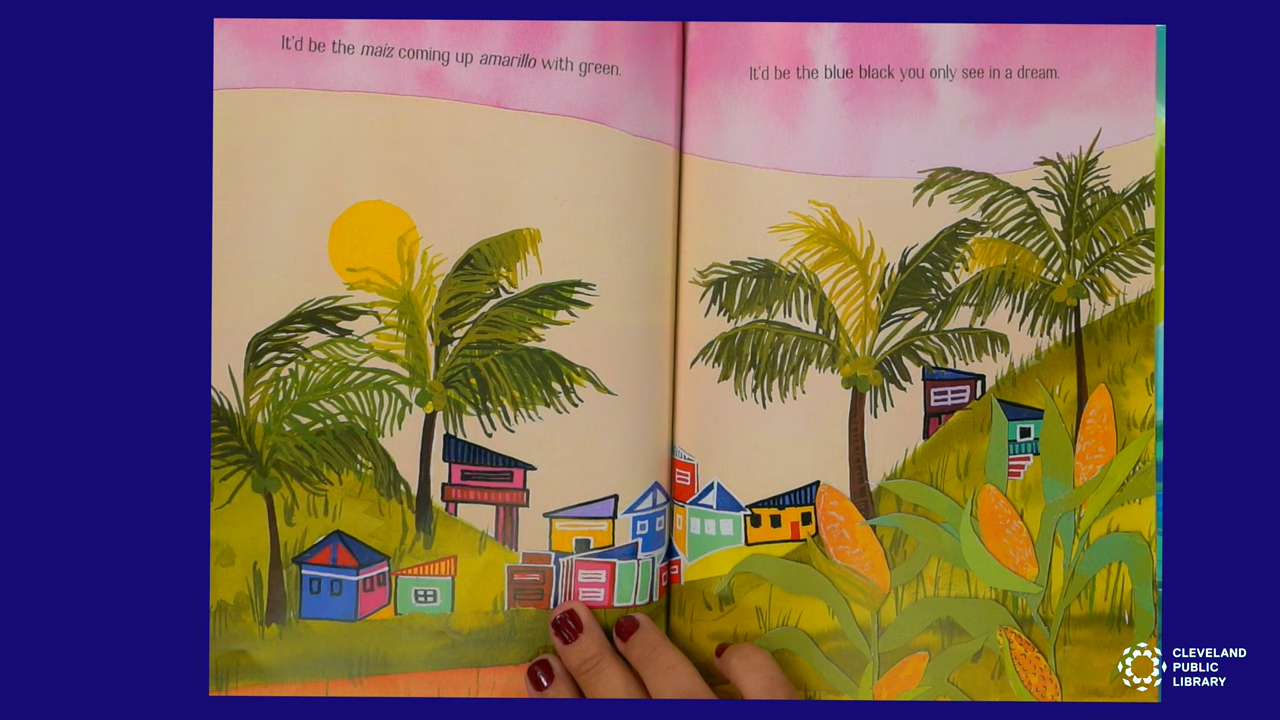 It'd be the maíz coming up amarillo with green.
It'd be the blue black you only see in a dream.
CLEVELAND
PUBLIC
LIBRARY